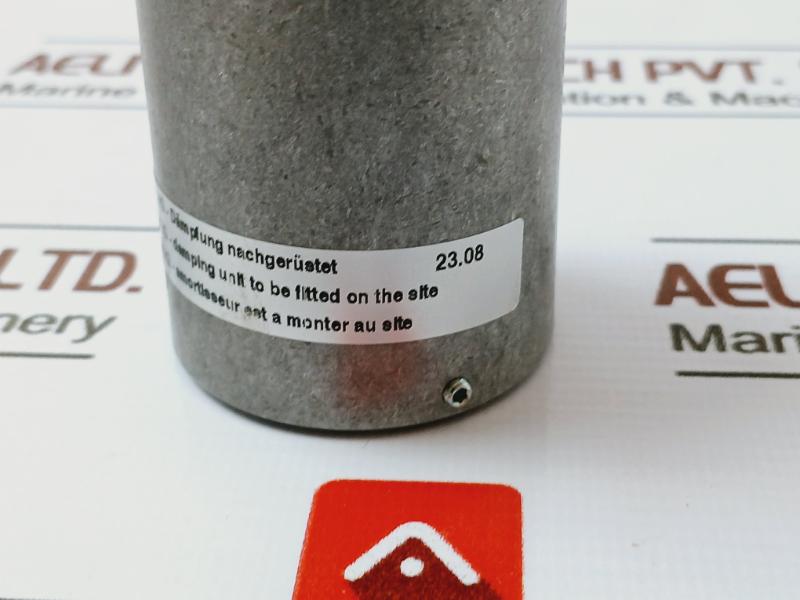 AELI CH PVT.
Marine tion & Mac
- Dämpfung nachgerüstet 23.08
- damping unit to be fitted on the site
- amortisseur est a monter au site
LTD. AEL
nery Mari